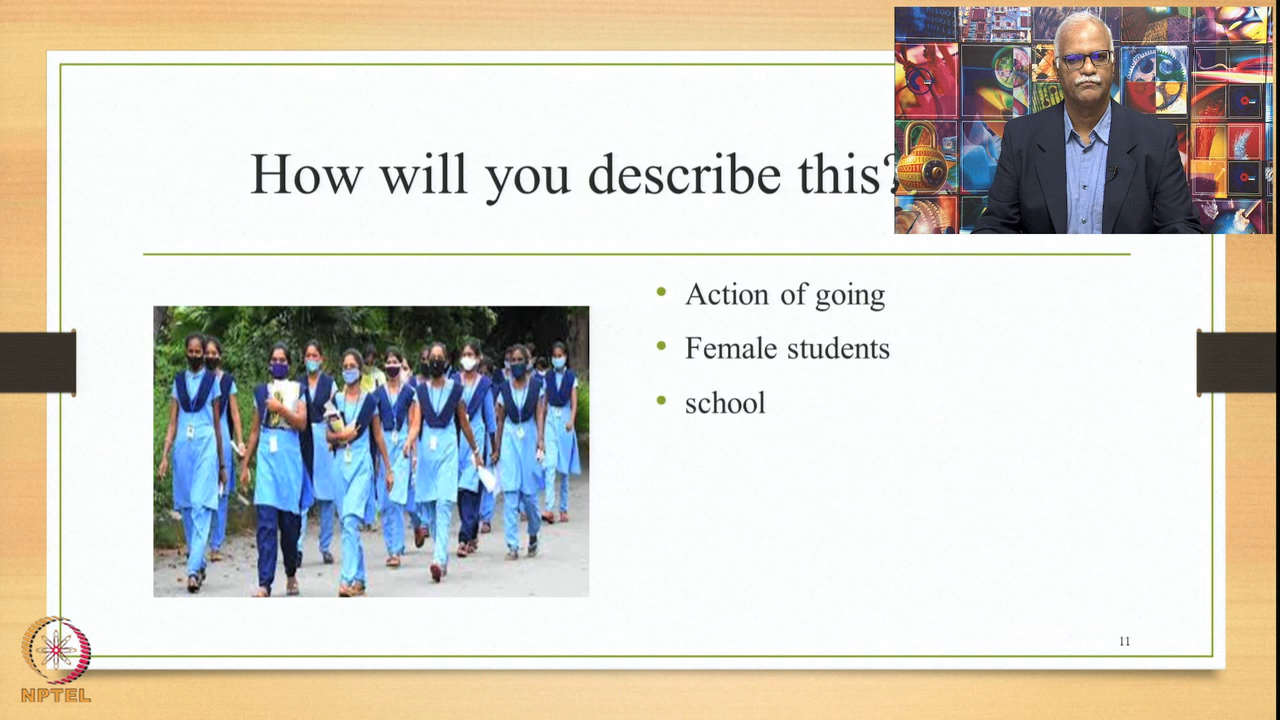 How will you describe this?
Action of going
Female students
school
11
NPTEL